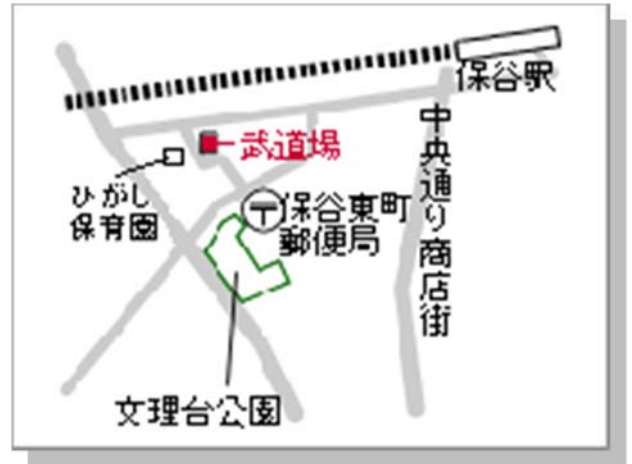 保谷駅
中央通り商店街
武道場
ひがし
保育園
〒保谷東町
郵便局
文理台公園